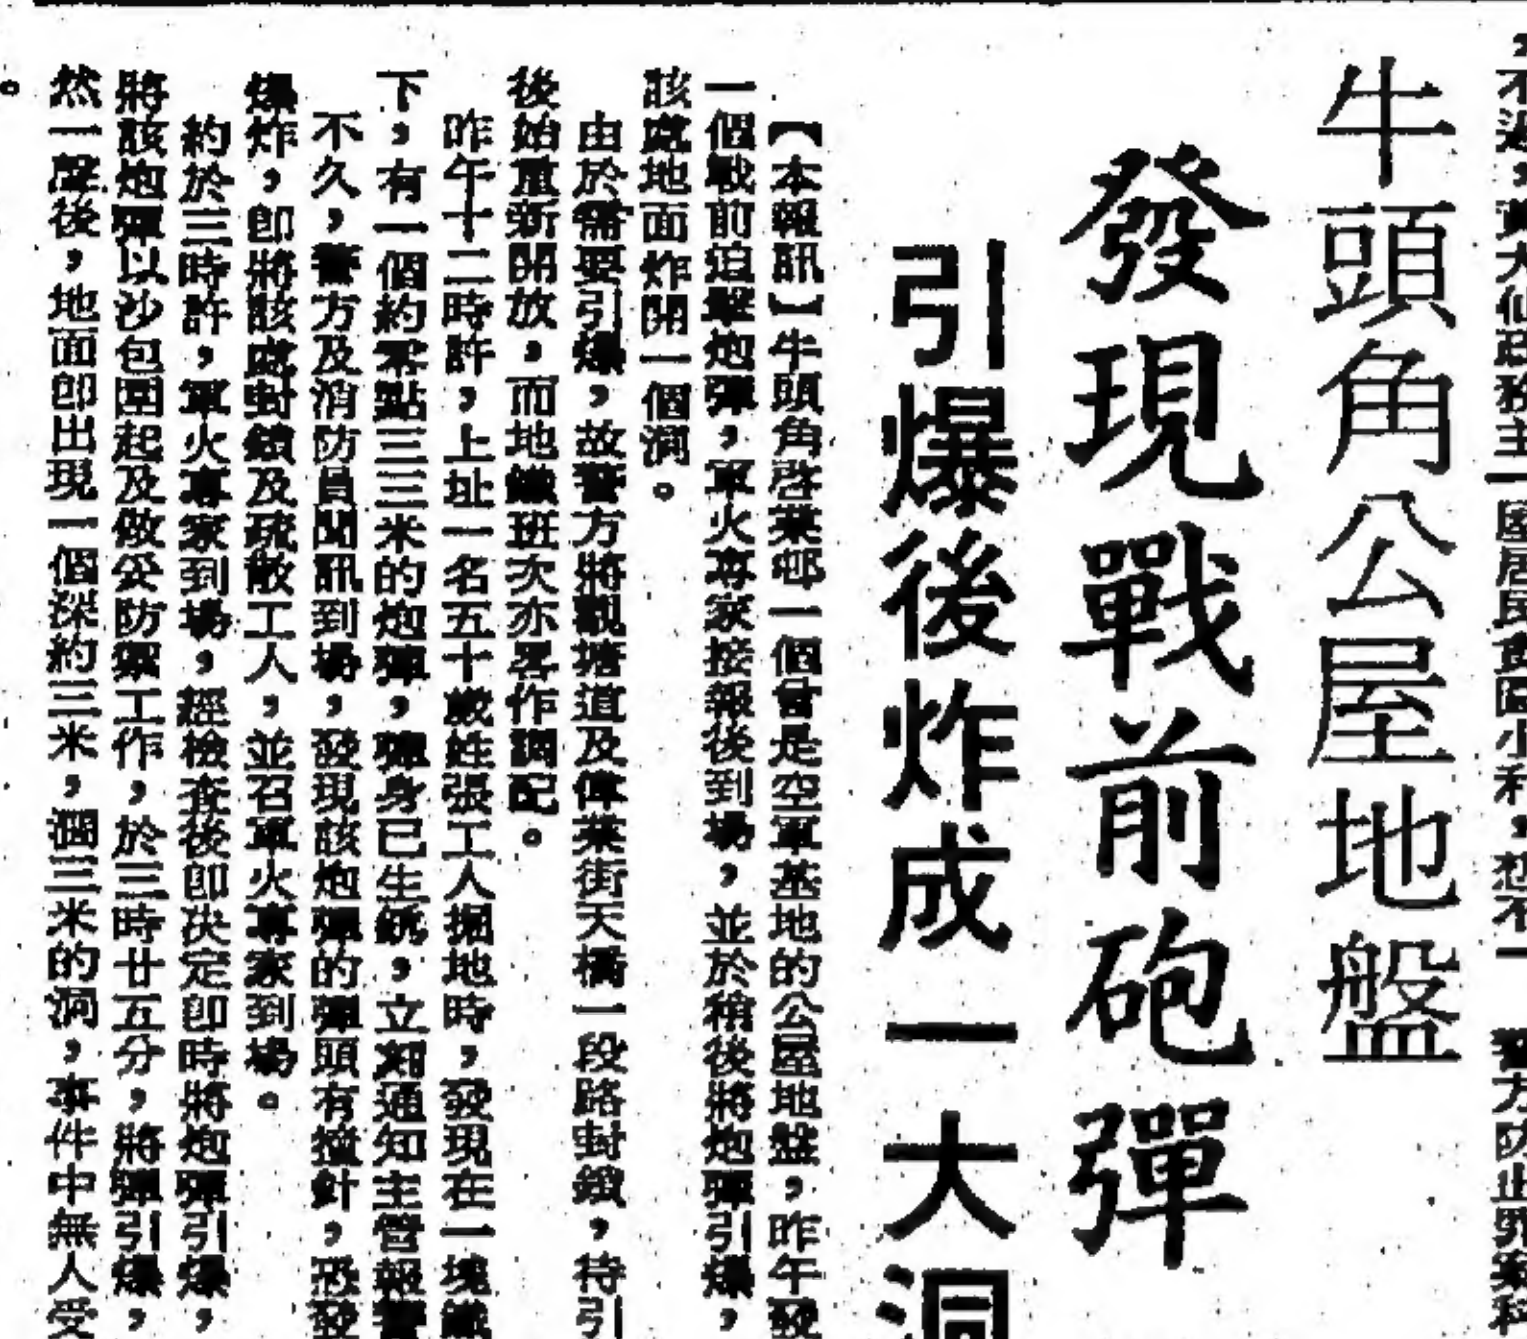 牛頭角公屋地盤
發現戰前砲彈
引爆後炸成一大洞
【本報訊】牛頭角啓業邨一個曾是空軍基地的公屋地盤,昨午發
一個戰前迫擊炮彈,軍火專家接報後到場,並於稍後將炮彈引爆,
該處地面炸開一個洞。
由於需要引爆,故警方將觀塘道及偉業街天橋一段路封鎖,待引
後始重新開放,而地鐵班次亦畧作調配。
昨午十二時許,上址一名五十歲姓張工人掘地時,發現在一塊鐵
下,有一個約零點三三米的炮彈,彈身已生銹,立刻通知主管報警
不久,警方及消防員聞訊到場,發現該炮彈的彈頭有撞針,恐發
爆炸,即將該處封鎖及疏散工人,並召軍火專家到場。
約於三時許,軍火專家到場,經檢查後即决定即時將炮彈引爆,
將該炮彈以沙包圍起及做妥防禦工作,於三時廿五分,將彈引爆,
然一聲後,地面即出現一個深約三米,濶三米的洞,事件中無人受
。